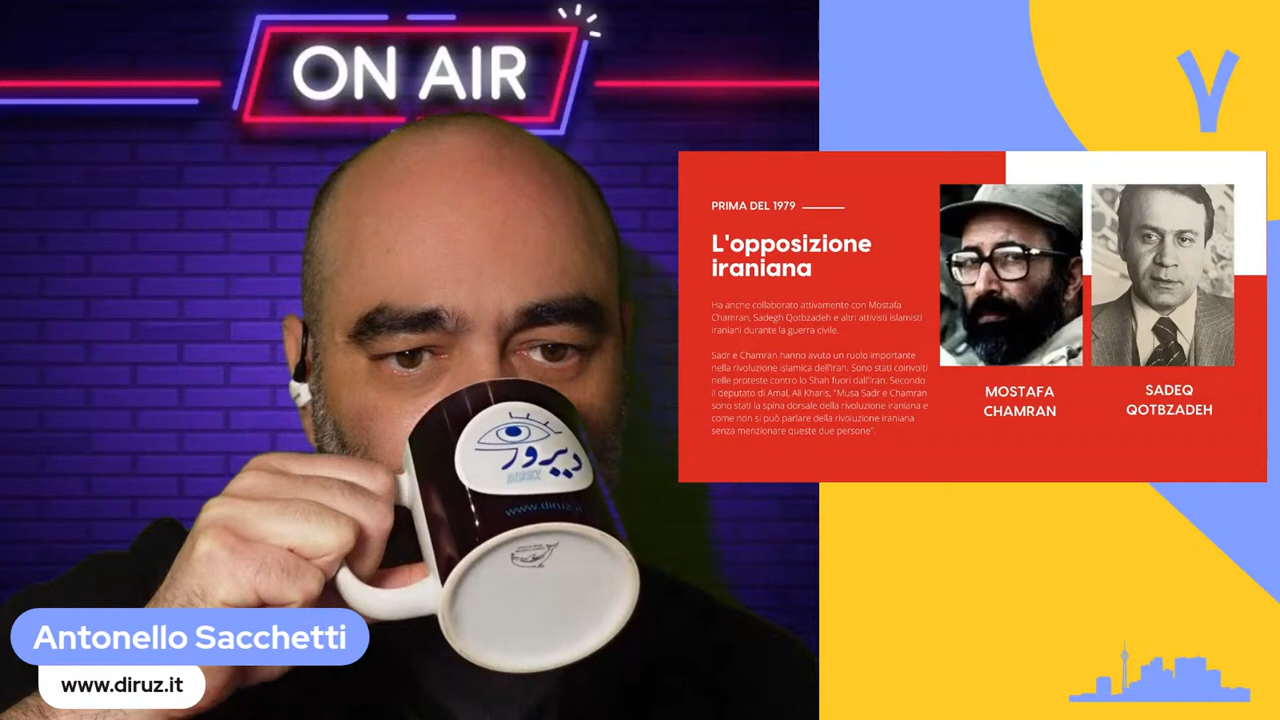 ON AIR
PRIMA DEL 1979
L'opposizione
iraniana
Ha anche collaborato attivamente con Mostafa
Chamran, Sadegh Qotbzadeh e altri attivisti islamisti
iraniani durante la guerra civile.
Sadr e Chamran hanno avuto un ruolo importante
nella rivoluzione islamica dell'Iran. Sono stati coinvolti
nelle proteste contro lo Shah fuori dall'Iran. Secondo
il deputato di Amal, Ali Kharis, "Musa Sadr e Chamran
sono stati la spina dorsale della rivoluzione iraniana e
come non si può parlare della rivoluzione iraniana
senza menzionare queste due persone".
MOSTAFA
CHAMRAN
SADEQ
QOTBZADEH
۷
دیروز
DIRUZ
www.diruz.it
Antonello Sacchetti
www.diruz.it